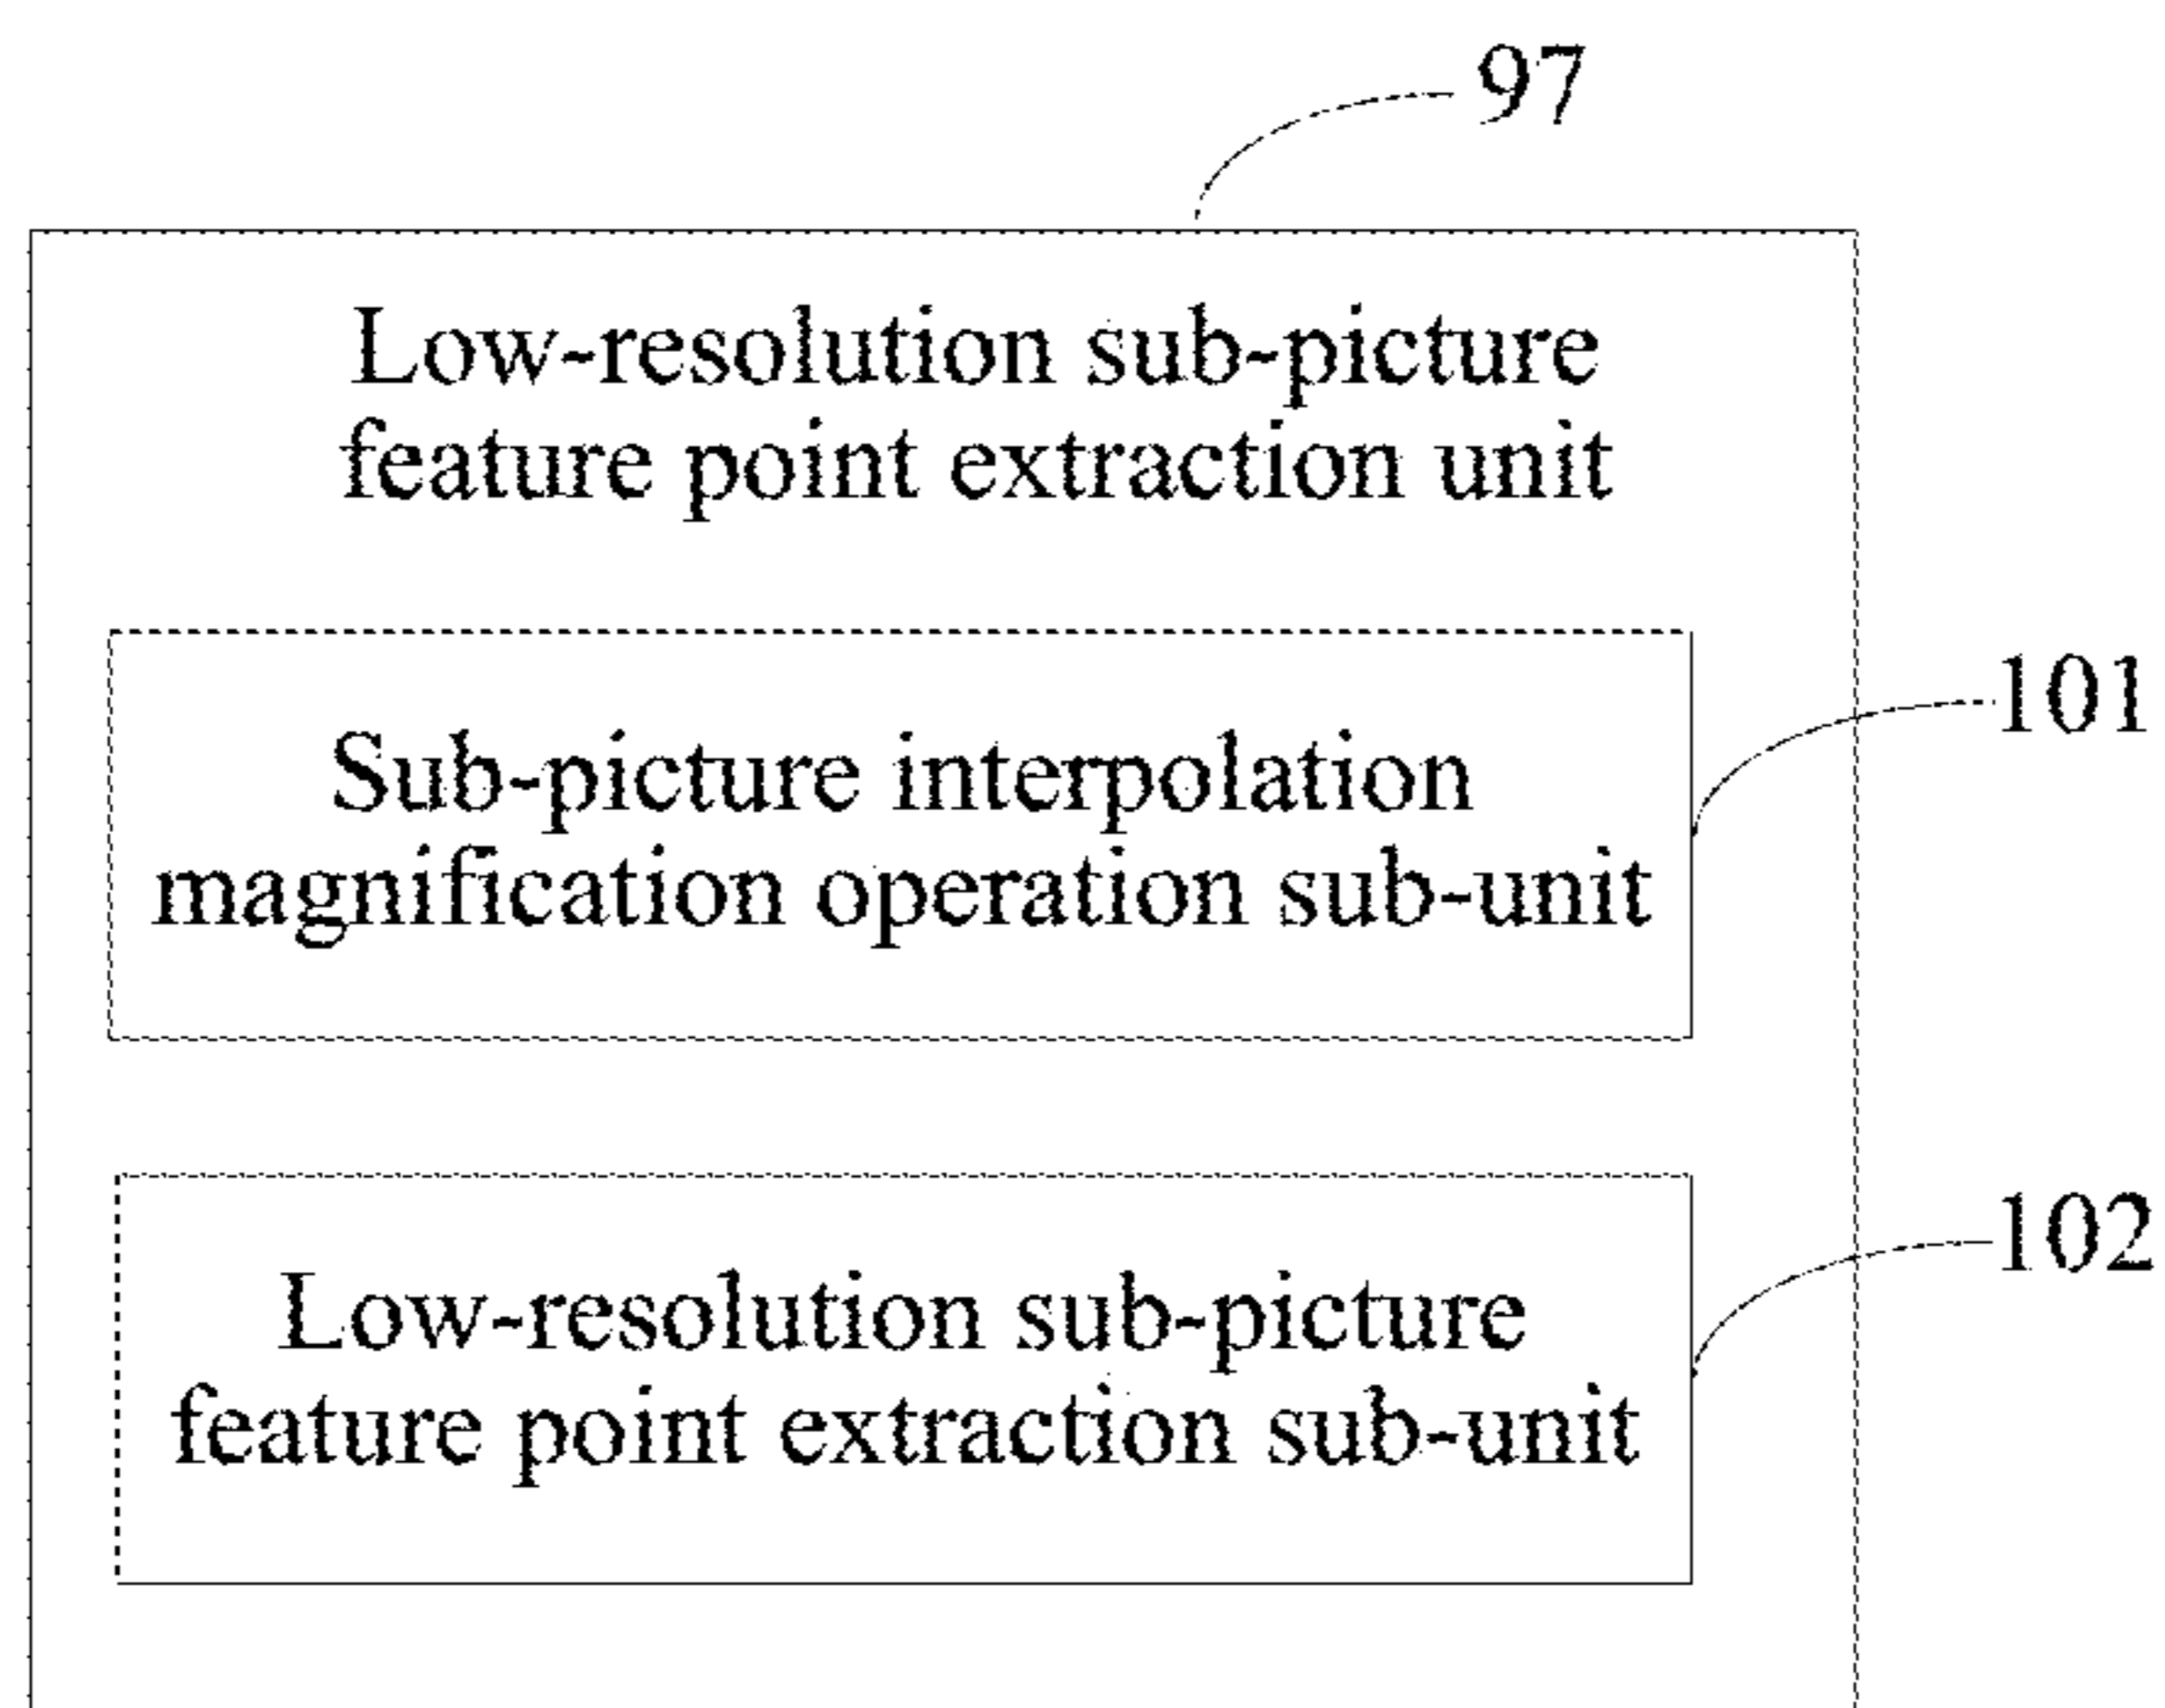 97
Low-resolution sub-picture
feature point extraction unit
101
Sub-picture interpolation
magnification operation sub-unit
102
Low-resolution sub-picture
feature point extraction sub-unit